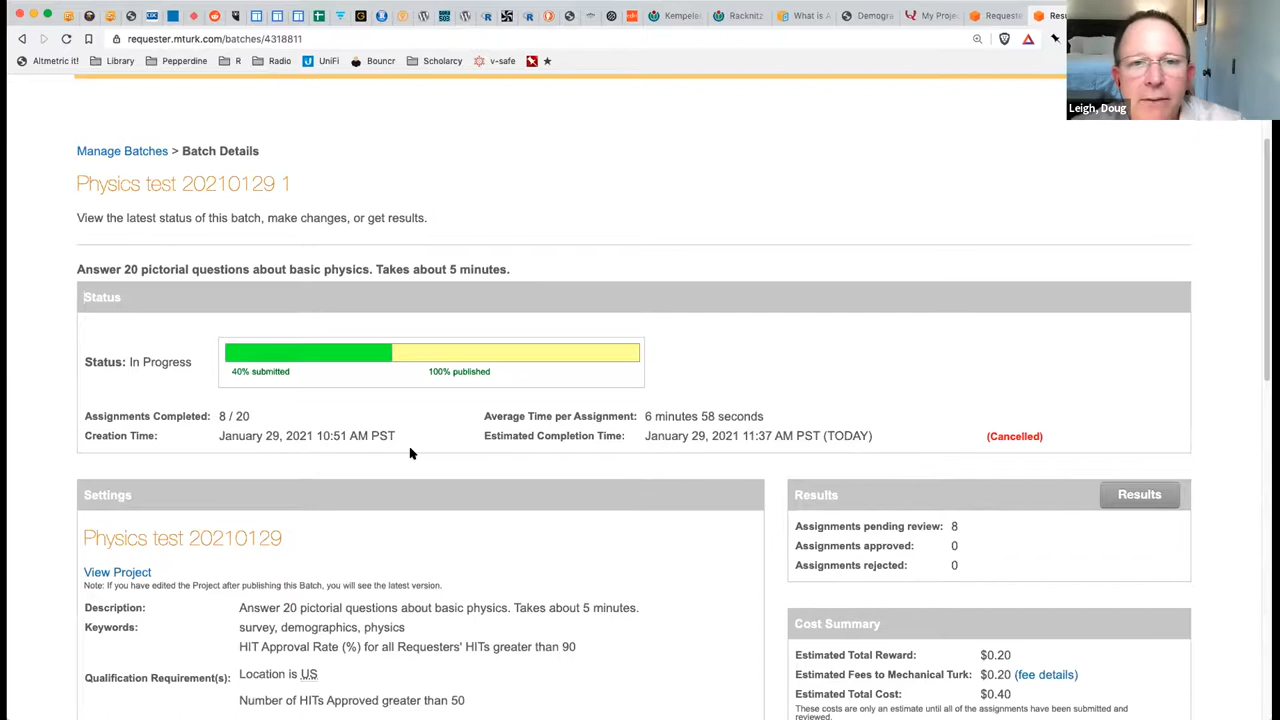 Kempele
Racknitz
What is A
Demogra
My Proj
Requeste
Resu
requester.mturk.com/batches/4318811
Altmetric it!
Library
Pepperdine
R
Radio
UniFi
Bouncr
Scholarcy
v-safe
Leigh, Doug
Manage Batches > Batch Details
Physics test 20210129 1
View the latest status of this batch, make changes, or get results.
Answer 20 pictorial questions about basic physics. Takes about 5 minutes.
Status
Status: In Progress
40% submitted
100% published
Assignments Completed: 8 / 20
Average Time per Assignment: 6 minutes 58 seconds
Creation Time: January 29, 2021 10:51 AM PST
Estimated Completion Time: January 29, 2021 11:37 AM PST (TODAY)
(Cancelled)
Settings
Physics test 20210129
View Project
Note: If you have edited the Project after publishing this Batch, you will see the latest version.
Description: Answer 20 pictorial questions about basic physics. Takes about 5 minutes.
Keywords: survey, demographics, physics
HIT Approval Rate (%) for all Requesters' HITs greater than 90
Qualification Requirement(s): Location is US
Number of HITs Approved greater than 50
Results
Results
Assignments pending review: 8
Assignments approved: 0
Assignments rejected: 0
Cost Summary
Estimated Total Reward: $0.20
Estimated Fees to Mechanical Turk: $0.20 (fee details)
Estimated Total Cost: $0.40
These costs are only an estimate until all of the assignments have been submitted and
reviewed.